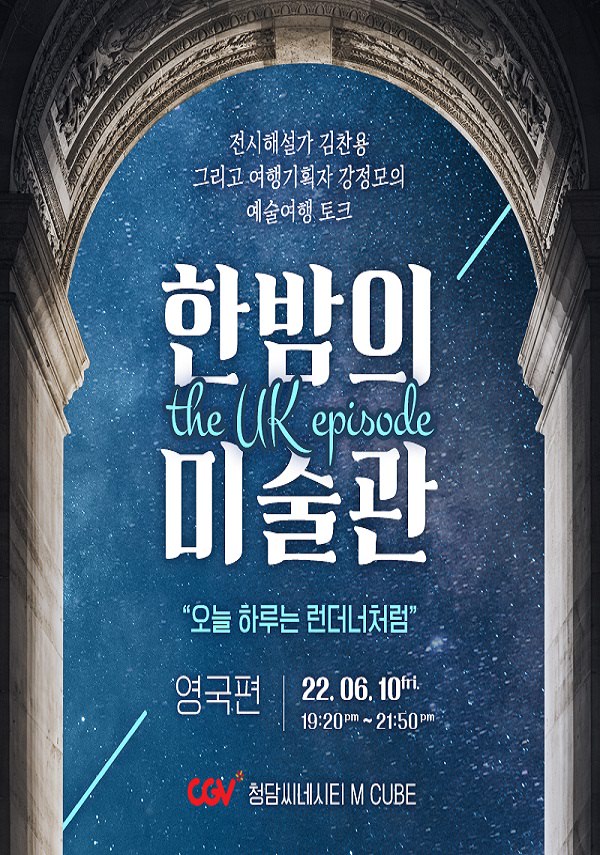 전시해설가 김찬용
그리고 여행기획자 강정모의
예술여행 토크
한밤의
the UK episode
미술관
“오늘 하루는 런더너처럼”
영국편
22. 06. 10fri.
19:20pm ~ 21:50pm
CGV 청담씨네시티 M CUBE